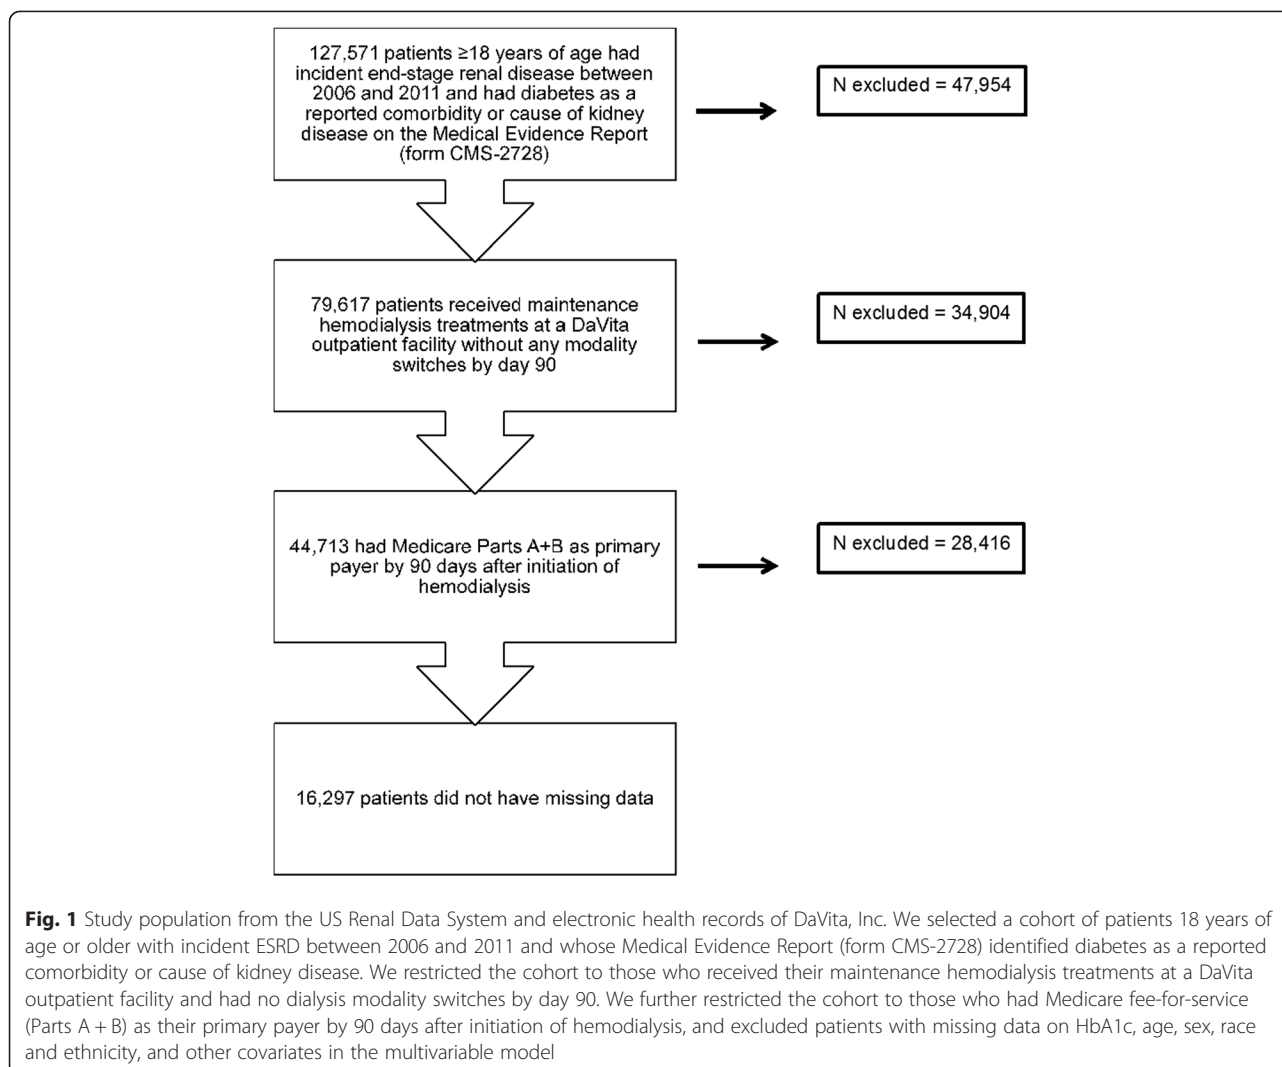 127,571 patients ≥18 years of age had
incident end-stage renal disease between
2006 and 2011 and had diabetes as a
reported comorbidity or cause of kidney
disease on the Medical Evidence Report
(form CMS-2728)
N excluded = 47,954
79,617 patients received maintenance
hemodialysis treatments at a DaVita
outpatient facility without any modality
switches by day 90
N excluded = 34,904
44,713 had Medicare Parts A+B as primary
payer by 90 days after initiation of
hemodialysis
N excluded = 28,416
16,297 patients did not have missing data
Fig. 1 Study population from the US Renal Data System and electronic health records of DaVita, Inc. We selected a cohort of patients 18 years of
age or older with incident ESRD between 2006 and 2011 and whose Medical Evidence Report (form CMS-2728) identified diabetes as a reported
comorbidity or cause of kidney disease. We restricted the cohort to those who received their maintenance hemodialysis treatments at a DaVita
outpatient facility and had no dialysis modality switches by day 90. We further restricted the cohort to those who had Medicare fee-for-service
(Parts A + B) as their primary payer by 90 days after initiation of hemodialysis, and excluded patients with missing data on HbA1c, age, sex, race
and ethnicity, and other covariates in the multivariable model